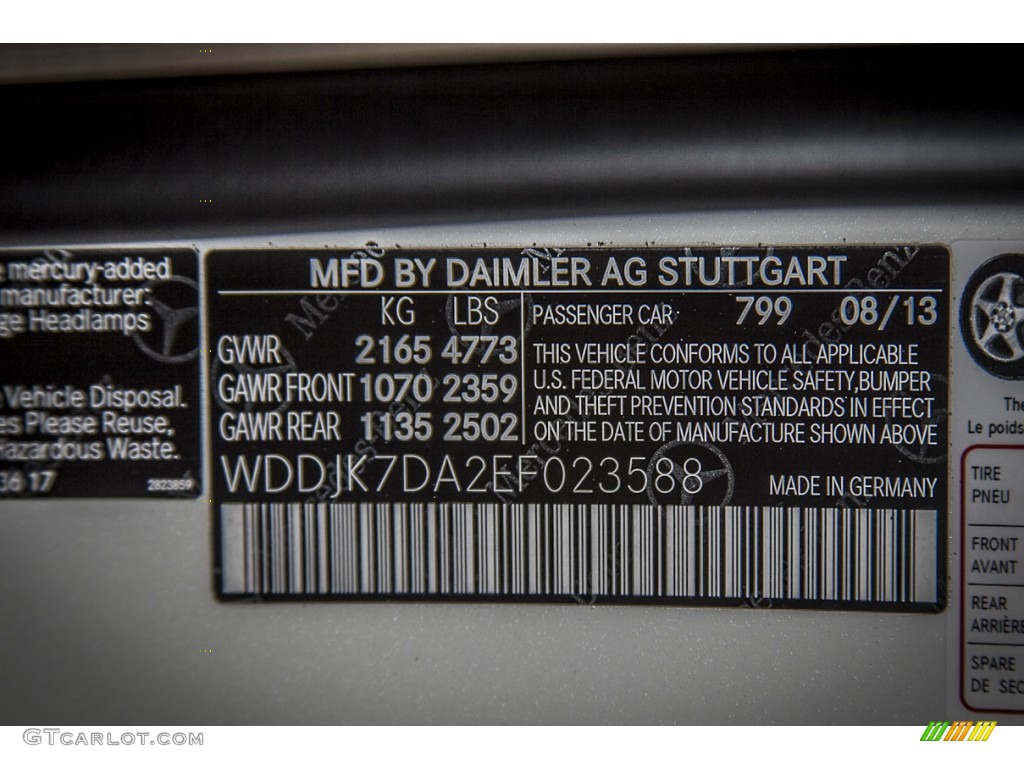 e mercury-added
manufacturer:
ge Headlamps
Vehicle Disposal.
es Please Reuse,
Hazardous Waste.
3617
2823859
MFD BY DAIMLER AG STUTTGART
KG LBS
GVWR 2165 4773
GAWR FRONT 1070 2359
GAWR REAR 1135 2502
PASSENGER CAR 799 08/13
THIS VEHICLE CONFORMS TO ALL APPLICABLE
U.S. FEDERAL MOTOR VEHICLE SAFETY,BUMPER
AND THEFT PREVENTION STANDARDS IN EFFECT
ON THE DATE OF MANUFACTURE SHOWN ABOVE
WDDJK7DA2EF023588
MADE IN GERMANY
The
Le poids
TIRE
PNEU
FRONT
AVANT
REAR
ARRIÈRE
SPARE
DE SEC
GTCARLOT.COM